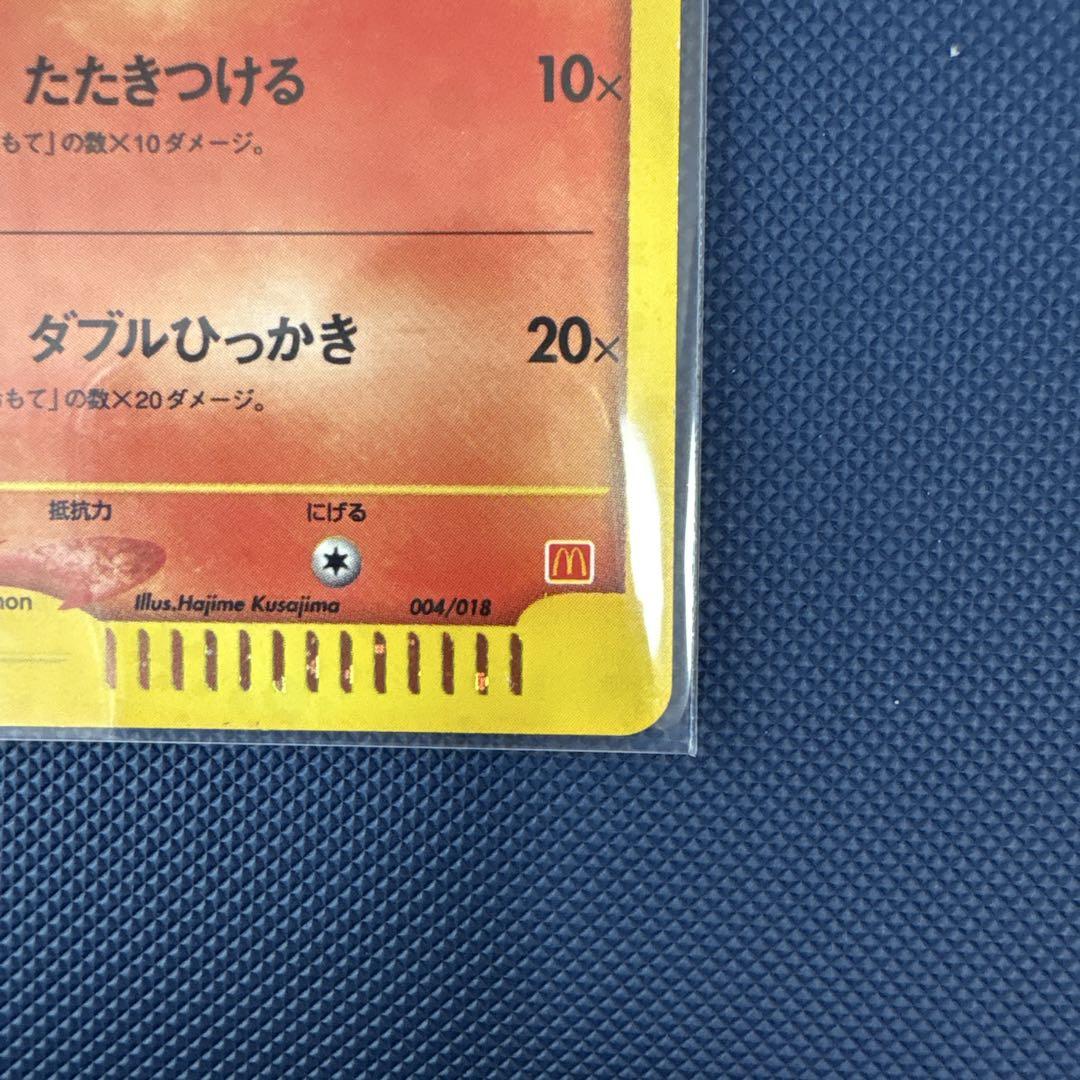 たたきつける 10×
もて」の数×10ダメージ。
ダブルひっかき 20×
もて」の数×20ダメージ。
抵抗力 にげる
mon Illus.Hajime Kusajima 004/018